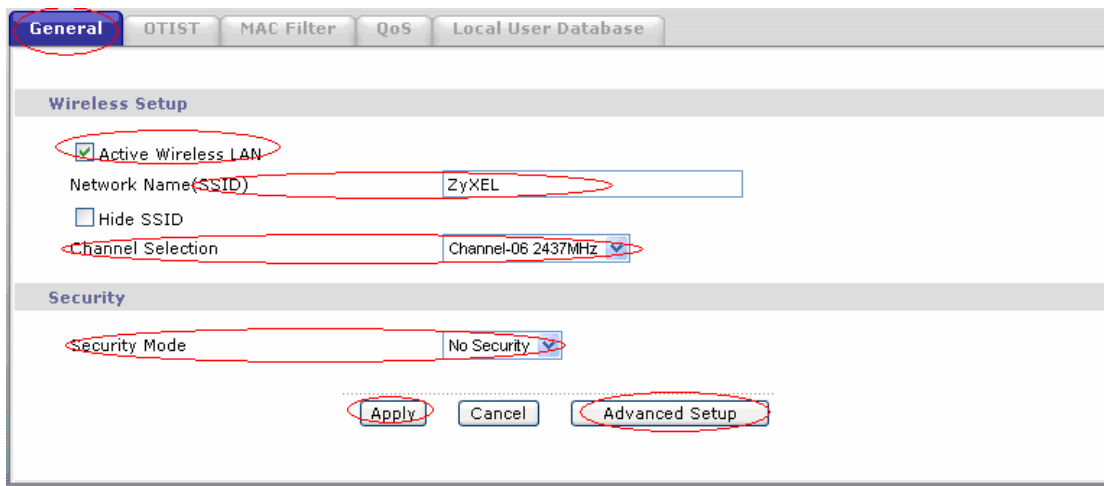 General OTIST MAC Filter QoS Local User Database
Wireless Setup
Active Wireless LAN
Network Name(SSID) ZyXEL
Hide SSID
Channel Selection Channel-06 2437MHz
Security
Security Mode No Security
Apply Cancel Advanced Setup